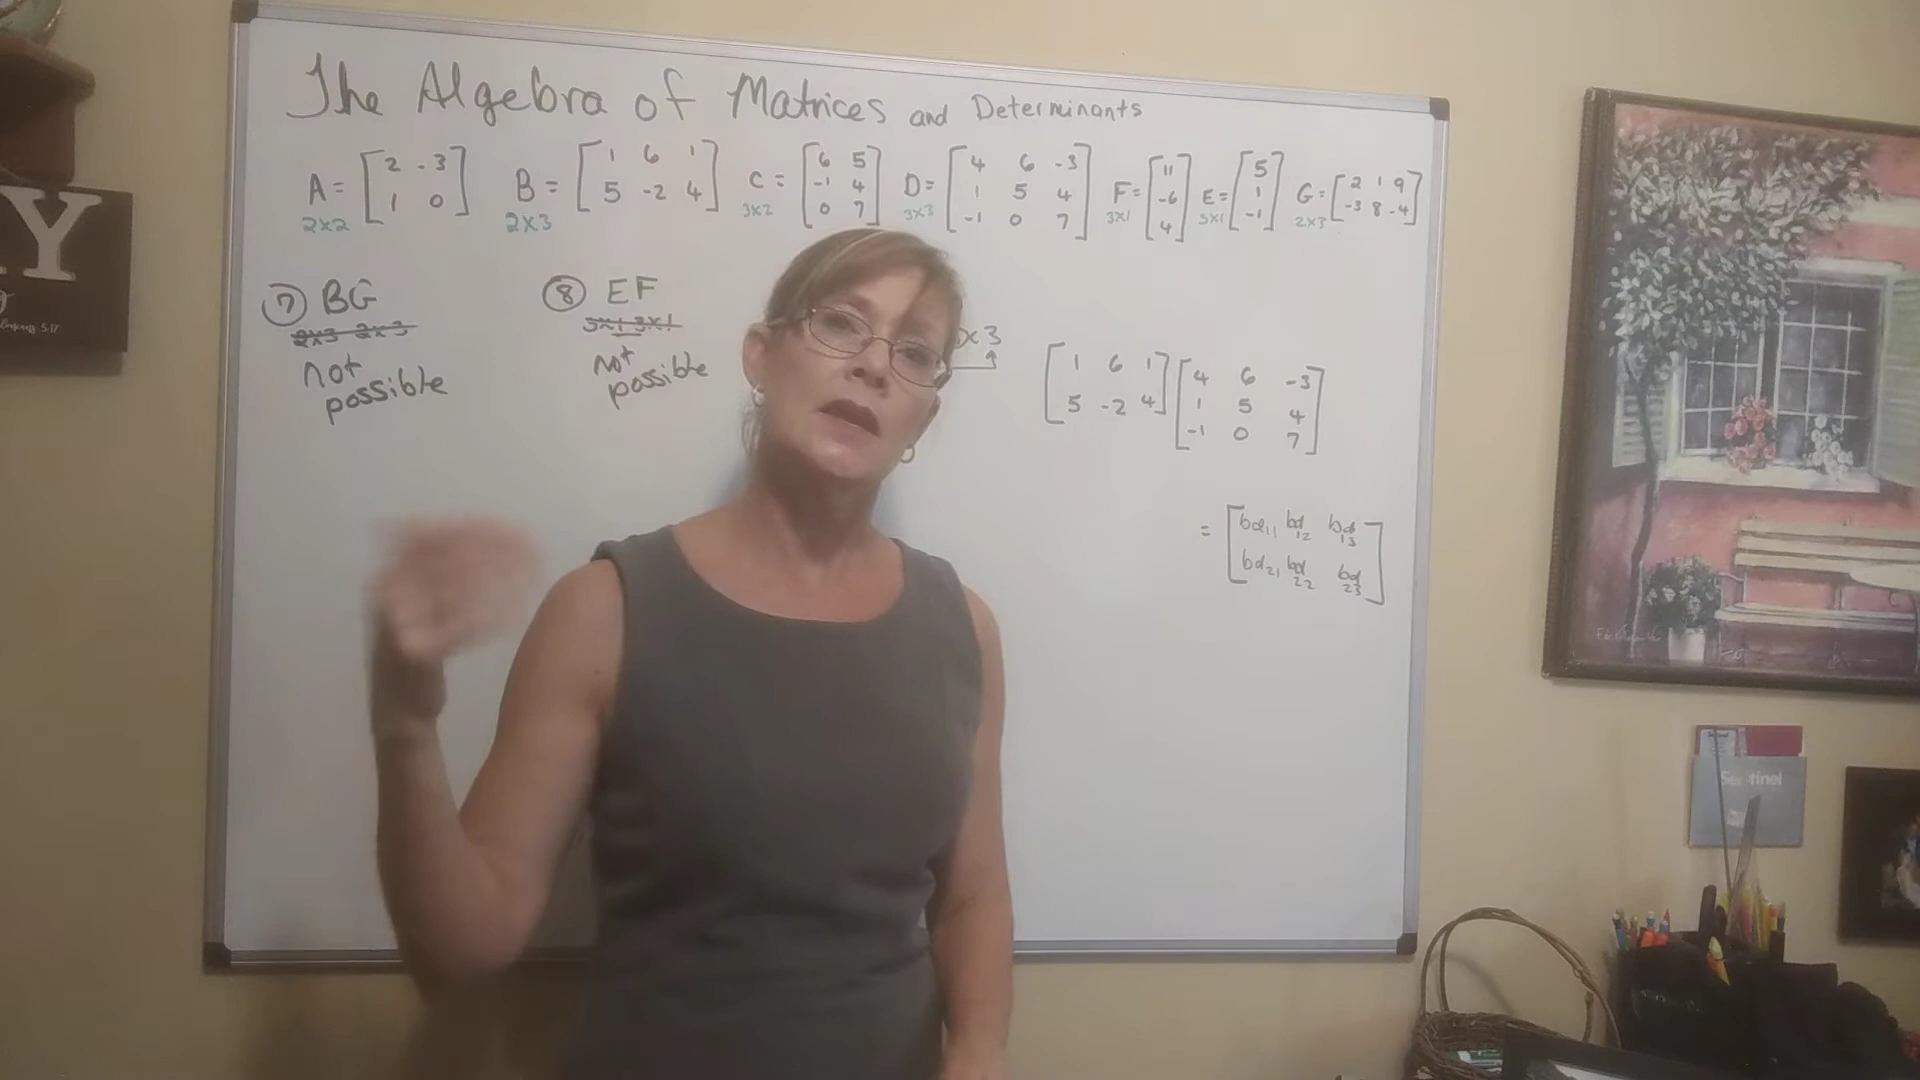 The Algebra of Matrices and Determinants
A = [ 2 -3 ] B = [ 1 6 1 ] C = [ 6 5 ] D = [ 4 6 -3 ] F = [ 11 ] E = [ 5 ] G = [ 2 1 9 ]
[ 1 0 ] [ 5 -2 4 ] [ -1 4 ] [ 1 5 4 ] [ -6 ] [ 1 ] [ -3 8 -4 ]
[ 0 7 ] [ -1 0 7 ] [ 4 ] [ -1 ]
2x2 2x3 3x2 3x3 3x1 3x1 2x3
⑦ BG
2x3 2x3
not
possible
⑧ EF
3x1 3x1
not
possible
x3
[ 1 6 1 ] [ 4 6 -3 ]
[ 5 -2 4 ] [ 1 5 4 ]
[ -1 0 7 ]
= [ bd11 bd12 bd13 ]
[ bd21 bd22 bd23 ]
Y
5:17
Sentinel